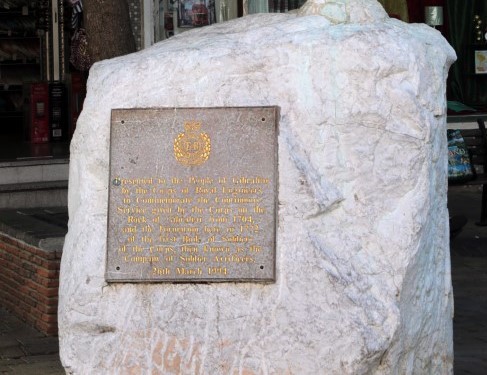 Presented to the People of Gibraltar
by the Corps of Royal Engineers
to Commemorate the Continuous
Service given by the Corps on the
Rock of Gibraltar from 1704
and the Formation here in 1772
of the first Body of Soldiers
of the Corps, then known as the
Company of Soldier Artificers
26th March 1994